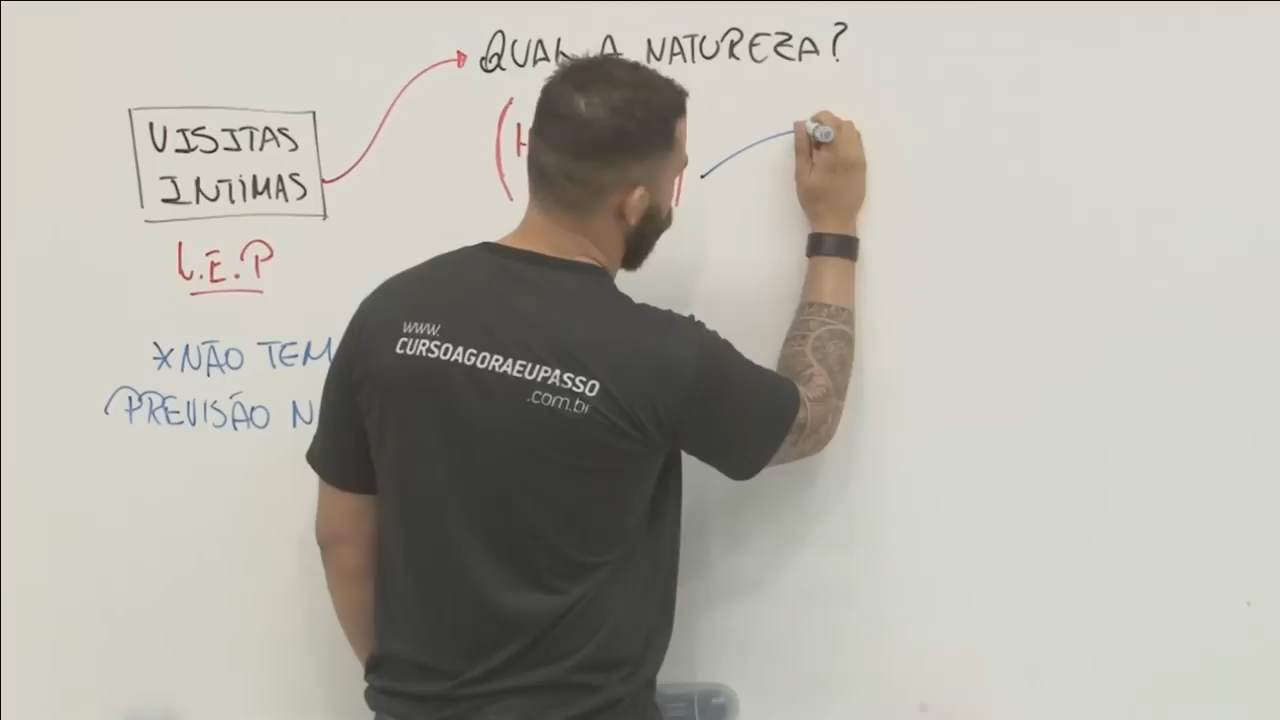 QUAL A NATUREZA?
VISITAS
INTIMAS
L.E.P
*NÃO TEM
PREVISÃO N
www.
CURSOAGORAEUPASSO
.com.br